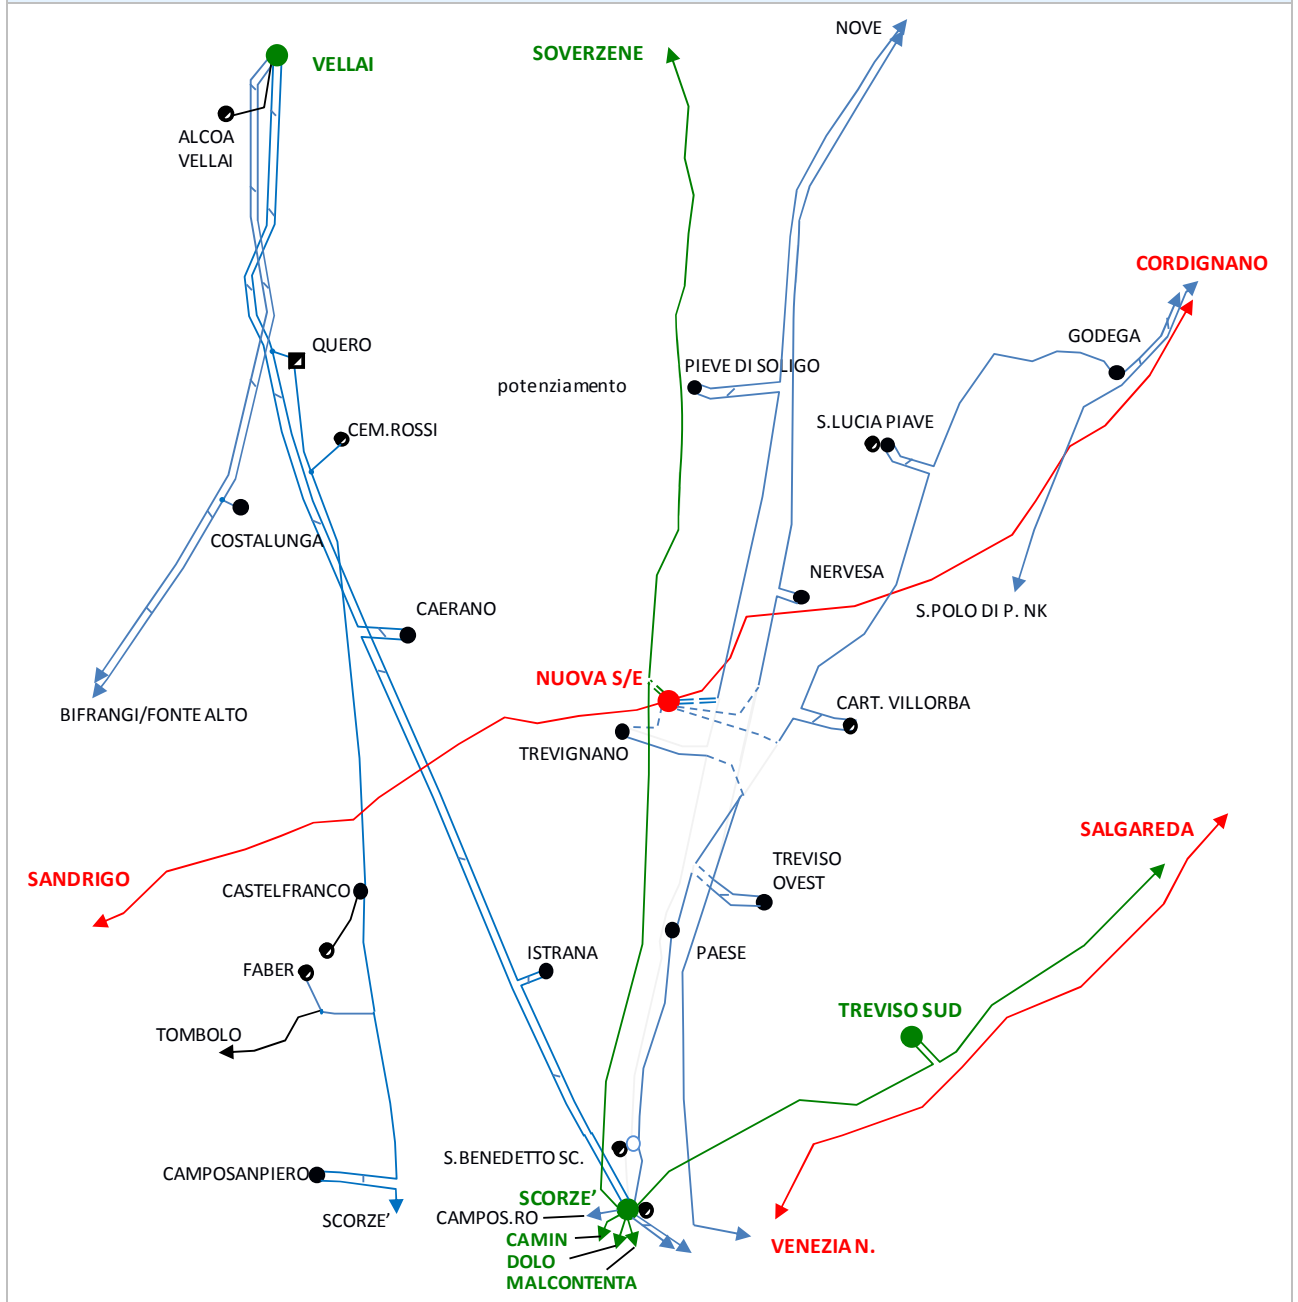 NOVE
SOVERZENE
VELLAI
ALCOA
VELLAI
CORDIGNANO
GODEGA
QUERO
PIEVE DI SOLIGO
potenziamento
S.LUCIA PIAVE
CEM.ROSSI
COSTALUNGA
NERVESA
CAERANO
S.POLO DI P. NK
NUOVA S/E
CART. VILLORBA
BIFRANGI/FONTE ALTO
TREVIGNANO
SALGAREDA
TREVISO
OVEST
SANDRIGO
CASTELFRANCO
ISTRANA
PAESE
FABER
TREVISO SUD
TOMBOLO
S.BENEDETTO SC.
CAMPOSANPIERO
SCORZE'
SCORZE'
CAMPOS.RO
CAMIN
VENEZIA N.
DOLO
MALCONTENTA